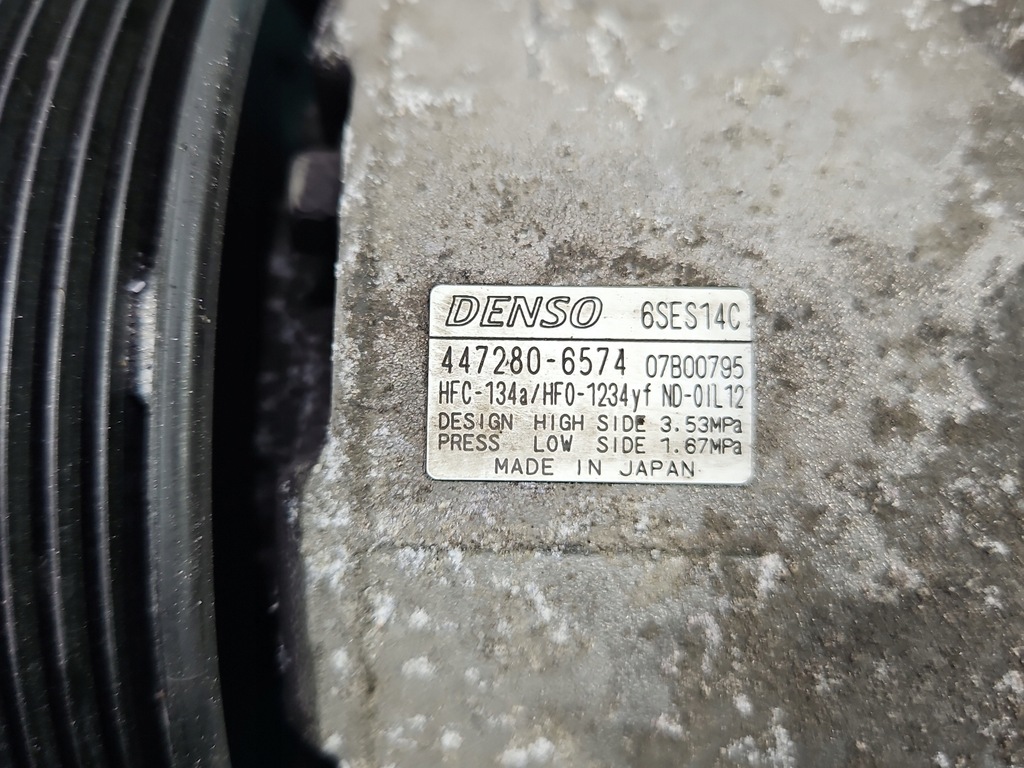 DENSO 6SES14C
447280-6574 07B00795
HFC-134a/HFO-1234yf ND-OIL12
DESIGN HIGH SIDE 3.53MPa
PRESS LOW SIDE 1.67MPa
MADE IN JAPAN